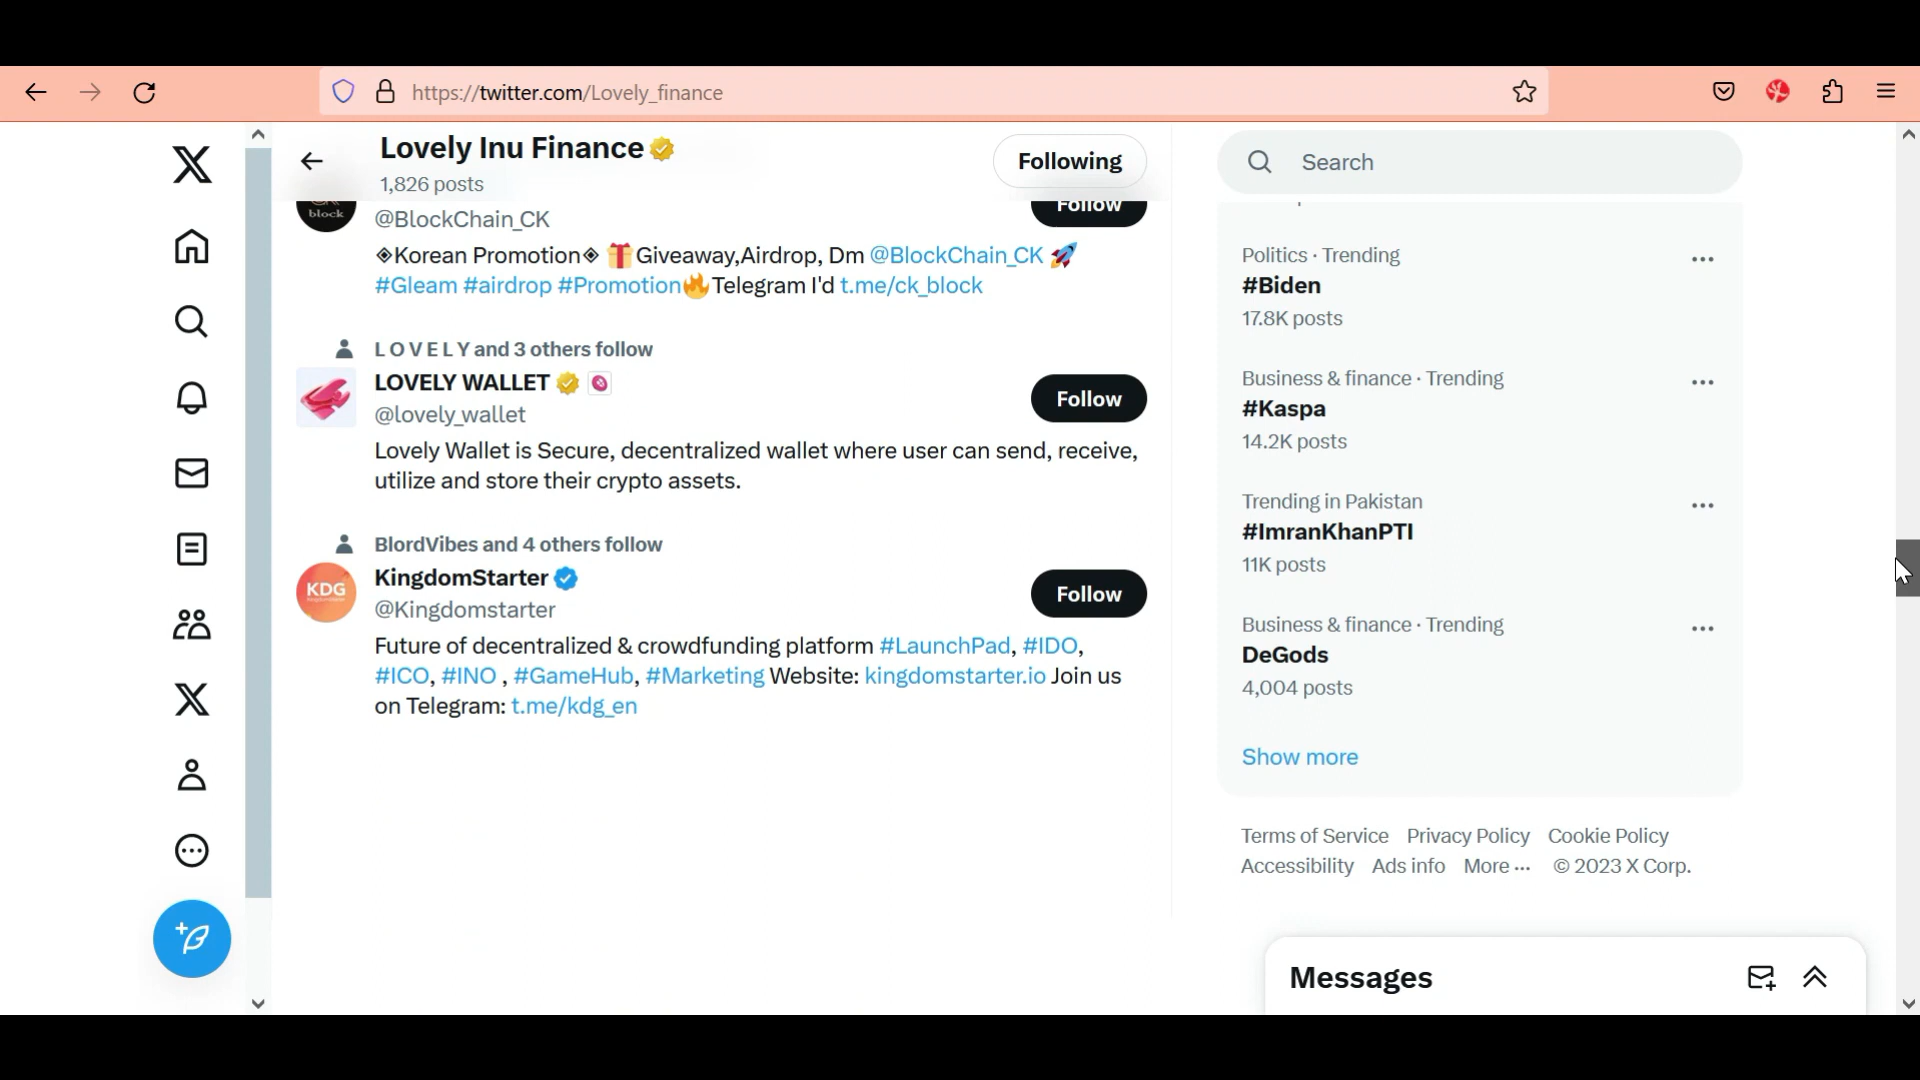 https://twitter.com/Lovely_finance
Lovely Inu Finance
1,826 posts
Following
Search
block
@BlockChain_CK
Follow
◈Korean Promotion◈ 🎁Giveaway,Airdrop, Dm @BlockChain_CK 🚀
#Gleam #airdrop #Promotion🔥Telegram I'd t.me/ck_block
L O V E L Y and 3 others follow
LOVELY WALLET
@lovely_wallet
Follow
Lovely Wallet is Secure, decentralized wallet where user can send, receive,
utilize and store their crypto assets.
BlordVibes and 4 others follow
KDG
KingdomStarter
@Kingdomstarter
Follow
Future of decentralized & crowdfunding platform #LaunchPad, #IDO,
#ICO, #INO , #GameHub, #Marketing Website: kingdomstarter.io Join us
on Telegram: t.me/kdg_en
Politics · Trending
#Biden
17.8K posts
Business & finance · Trending
#Kaspa
14.2K posts
Trending in Pakistan
#ImranKhanPTI
11K posts
Business & finance · Trending
DeGods
4,004 posts
Show more
Terms of Service Privacy Policy Cookie Policy
Accessibility Ads info More ··· © 2023 X Corp.
Messages